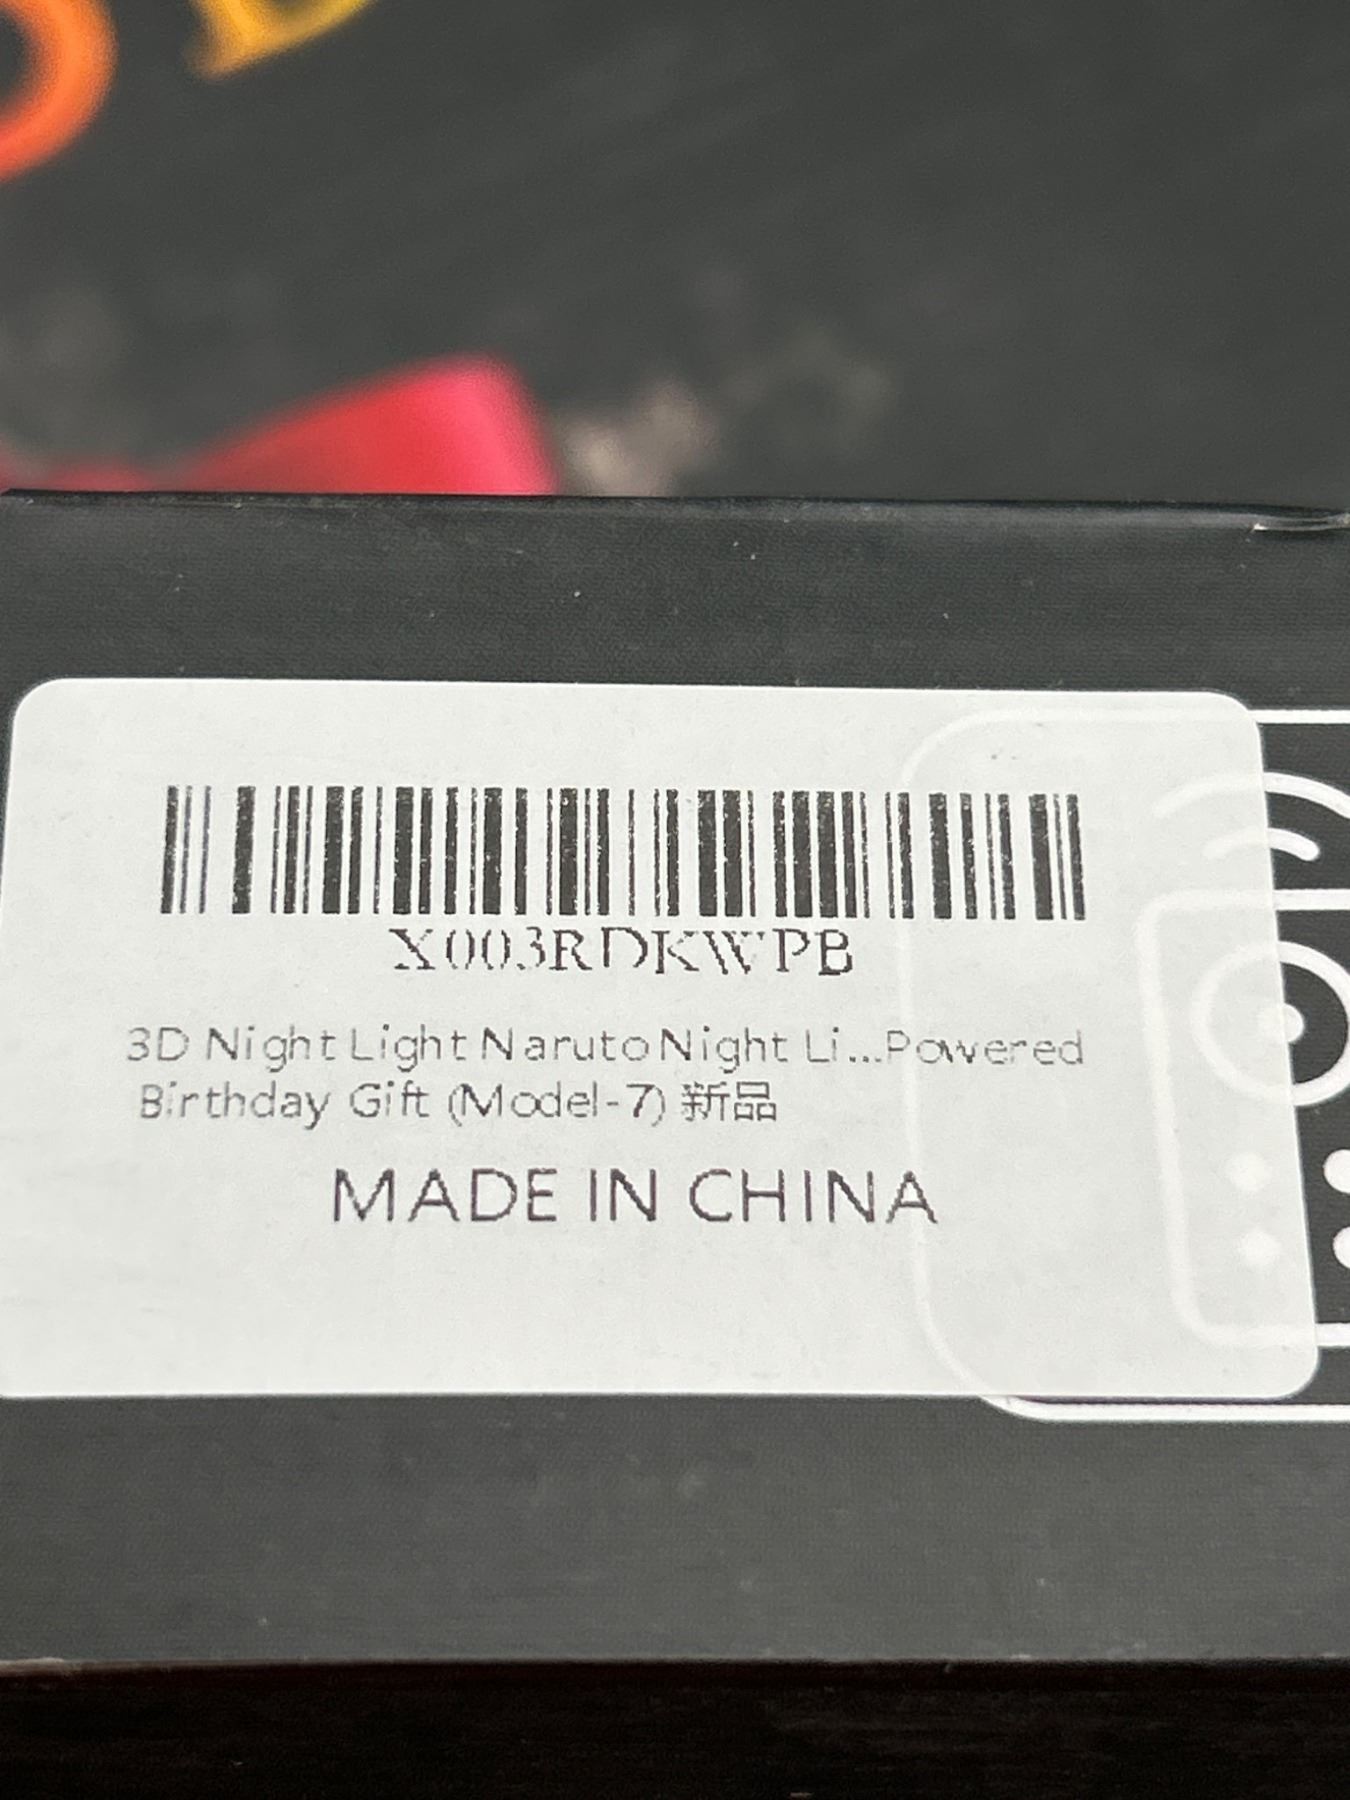 X003RDKWPB
3D Night Light Naruto Night Li...Powered
Birthday Gift (Model-7) 新品
MADE IN CHINA